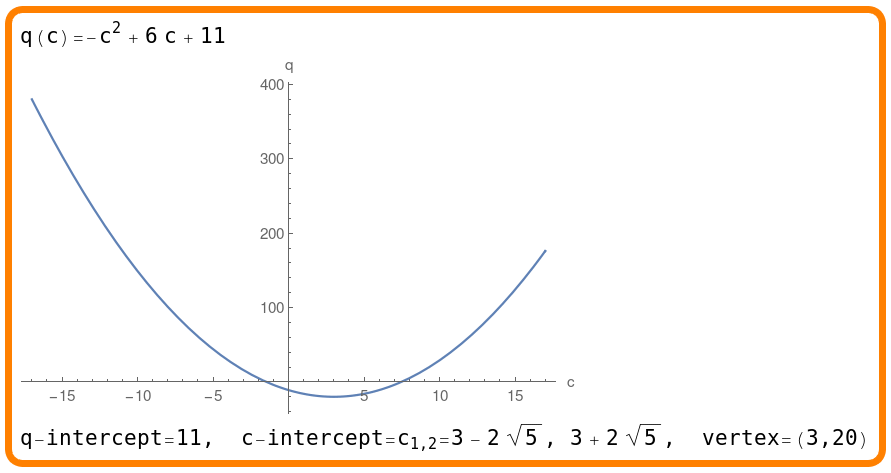 q(c)=-c² + 6 c + 11
q
400
300
200
100
-15 -10 -5 5 10 15 c
q-intercept=11, c-intercept=c₁,₂=3 - 2 √5, 3 + 2 √5, vertex=(3,20)